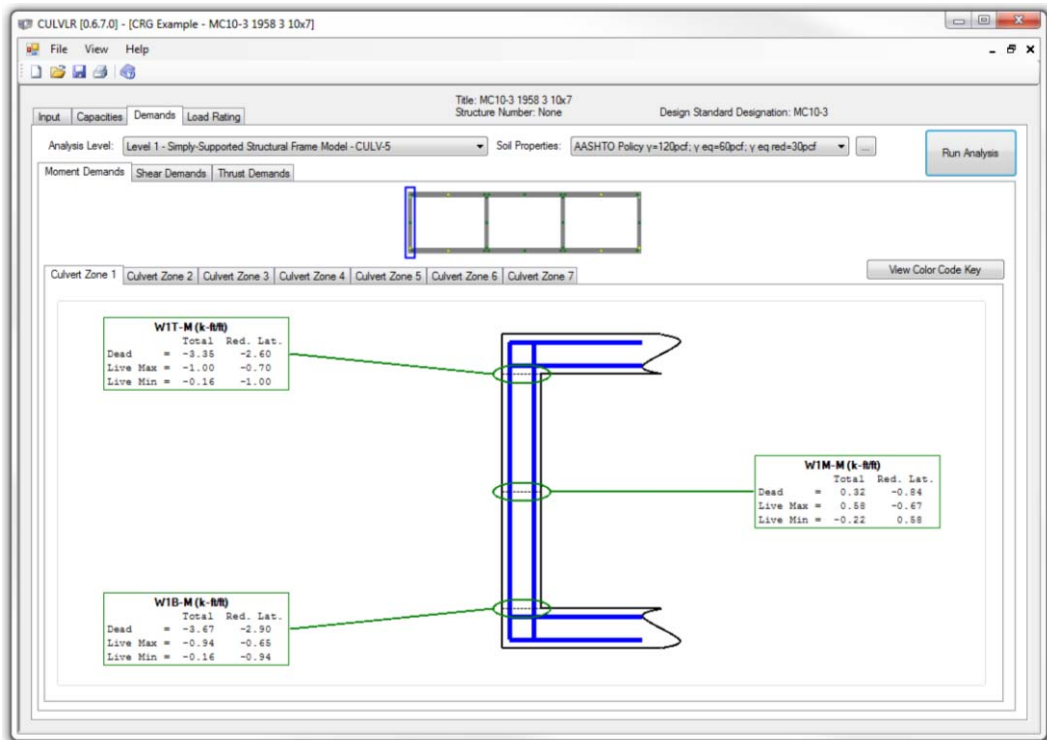 CULVLR [0.6.7.0] - [CRG Example - MC10-3 1958 3 10x7]
File View Help
Title: MC10-3 1958 3 10x7
Structure Number: None Design Standard Designation: MC10-3
Input Capacities Demands Load Rating
Analysis Level: Level 1 - Simply-Supported Structural Frame Model - CULV-5 Soil Properties: AASHTO Policy γ=120pcf; γ eq=60pcf; γ eq red=30pcf ... Run Analysis
Moment Demands Shear Demands Thrust Demands
Culvert Zone 1 Culvert Zone 2 Culvert Zone 3 Culvert Zone 4 Culvert Zone 5 Culvert Zone 6 Culvert Zone 7 View Color Code Key
W1T-M (k-ft/ft)
Total Red. Lat.
Dead = -3.35 -2.60
Live Max = -1.00 -0.70
Live Min = -0.16 -1.00
W1M-M (k-ft/ft)
Total Red. Lat.
Dead = 0.32 -0.84
Live Max = 0.58 -0.67
Live Min = -0.22 0.58
W1B-M (k-ft/ft)
Total Red. Lat.
Dead = -3.67 -2.90
Live Max = -0.94 -0.65
Live Min = -0.16 -0.94